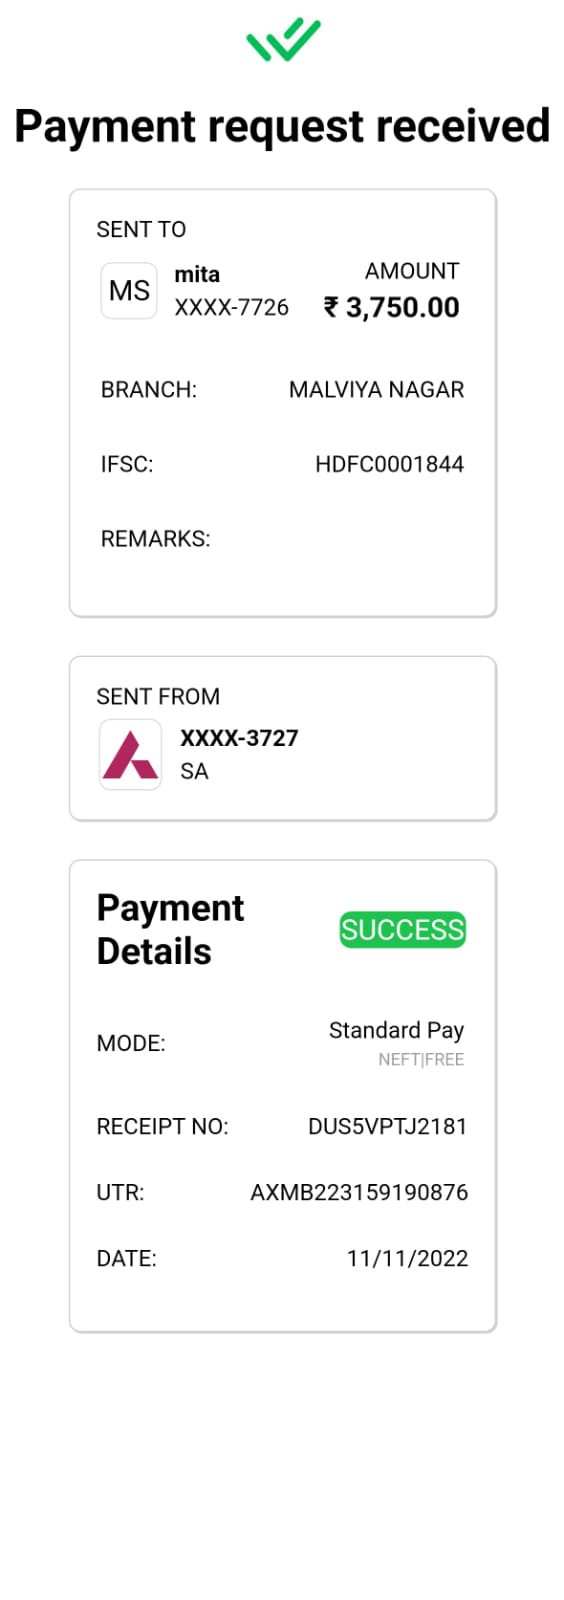 Payment request received
SENT TO
MS
mita
XXXX-7726
AMOUNT
₹ 3,750.00
BRANCH: MALVIYA NAGAR
IFSC: HDFC0001844
REMARKS:
SENT FROM
XXXX-3727
SA
Payment
Details
SUCCESS
MODE: Standard Pay
NEFT|FREE
RECEIPT NO: DUS5VPTJ2181
UTR: AXMB223159190876
DATE: 11/11/2022